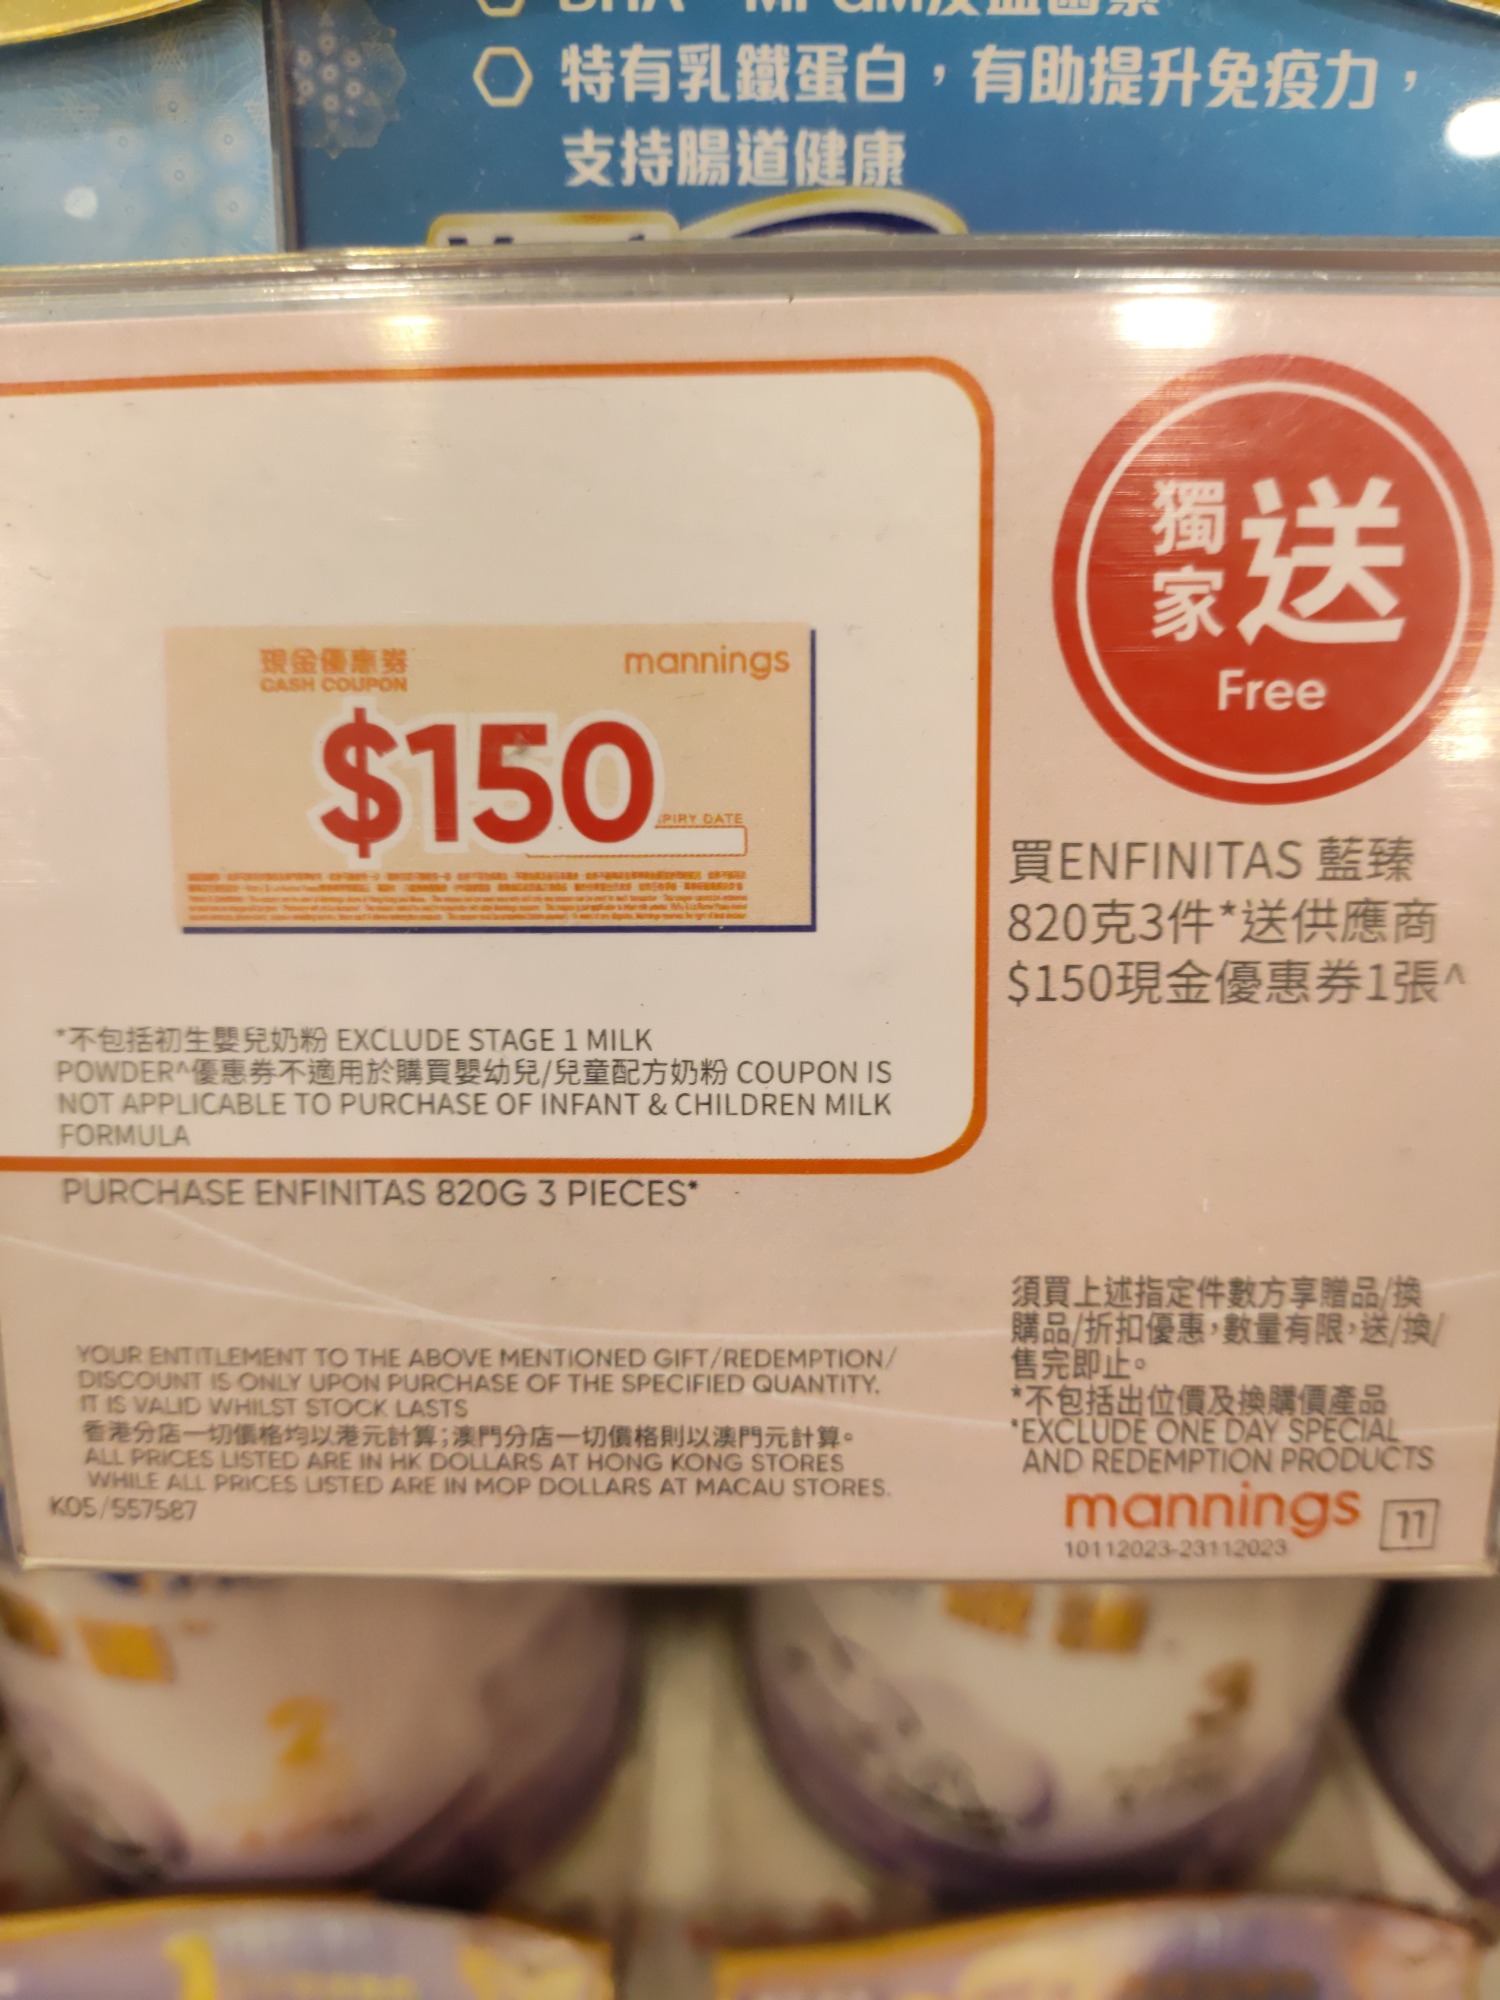 特有乳鐵蛋白，有助提升免疫力，
支持腸道健康
獨家送
Free
現金優惠券
CASH COUPON
mannings
$150
PIRY DATE
買ENFINITAS 藍臻
820克3件*送供應商
$150現金優惠券1張^
*不包括初生嬰兒奶粉 EXCLUDE STAGE 1 MILK
POWDER^優惠券不適用於購買嬰幼兒/兒童配方奶粉 COUPON IS
NOT APPLICABLE TO PURCHASE OF INFANT & CHILDREN MILK
FORMULA
PURCHASE ENFINITAS 820G 3 PIECES*
須買上述指定件數方享贈品/換
購品/折扣優惠，數量有限，送/換/
售完即止。
*不包括出位價及換購價產品
*EXCLUDE ONE DAY SPECIAL
AND REDEMPTION PRODUCTS
YOUR ENTITLEMENT TO THE ABOVE MENTIONED GIFT/REDEMPTION/
DISCOUNT IS ONLY UPON PURCHASE OF THE SPECIFIED QUANTITY.
IT IS VALID WHILST STOCK LASTS
香港分店一切價格均以港元計算；澳門分店一切價格則以澳門元計算。
ALL PRICES LISTED ARE IN HK DOLLARS AT HONG KONG STORES
WHILE ALL PRICES LISTED ARE IN MOP DOLLARS AT MACAU STORES.
K05/557587
mannings 11
10112023-23112023
2
3